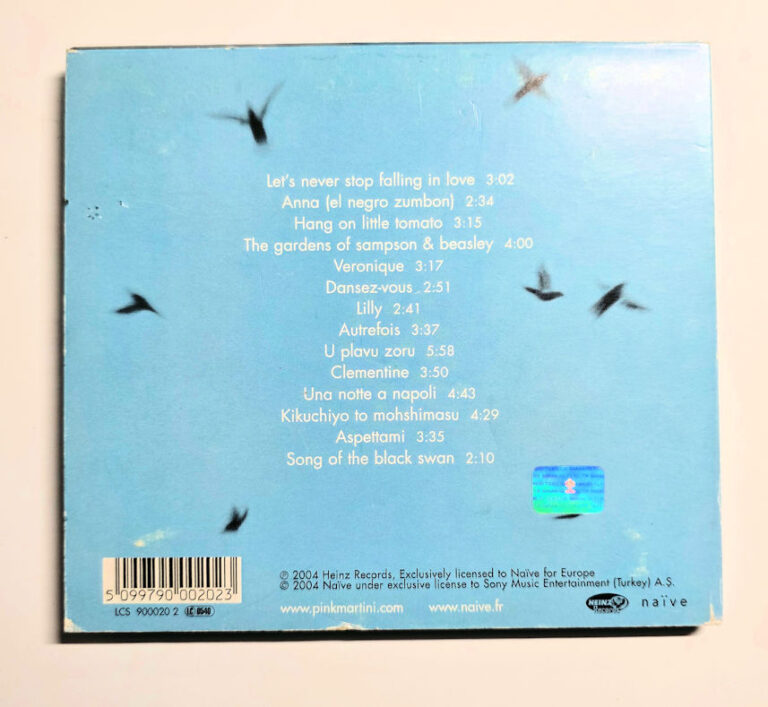 Let's never stop falling in love 3:02
Anna (el negro zumbon) 2:34
Hang on little tomato 3:15
The gardens of sampson & beasley 4:00
Veronique 3:17
Dansez-vous 2:51
Lilly 2:41
Autrefois 3:37
U plavu zoru 5:58
Clementine 3:50
Una notte a napoli 4:43
Kikuchiyo to mohshimasu 4:29
Aspettami 3:35
Song of the black swan 2:10
5 099790 002023
LCS 900020 2 LC 0540
℗ 2004 Heinz Records, Exclusively licensed to Naïve for Europe
© 2004 Naïve under exclusive license to Sony Music Entertainment (Turkey) A.Ş.
www.pinkmartini.com www.naive.fr
HEINZ
Records
naïve